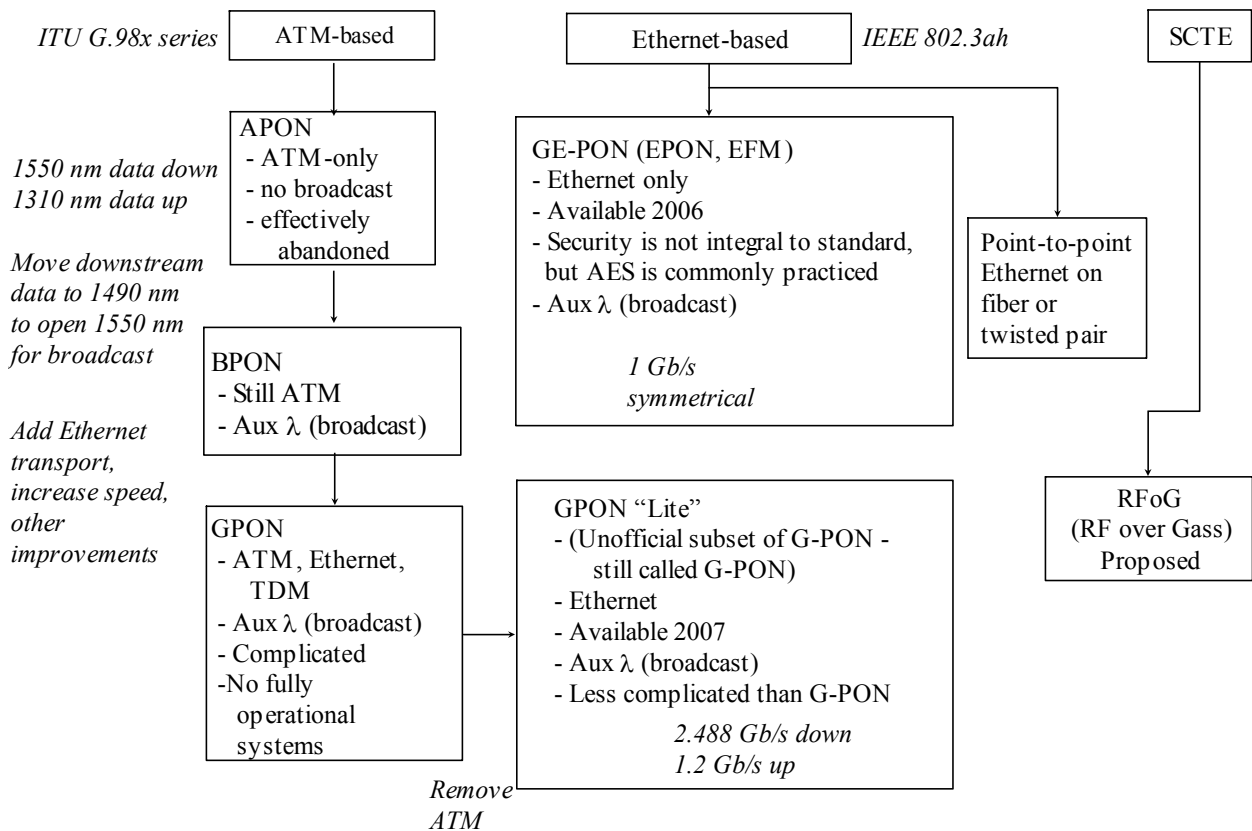 ITU G.98x series
ATM-based
Ethernet-based
IEEE 802.3ah
SCTE
APON
- ATM-only
- no broadcast
- effectively
abandoned
1550 nm data down
1310 nm data up
Move downstream
data to 1490 nm
to open 1550 nm
for broadcast
BPON
- Still ATM
- Aux λ (broadcast)
Add Ethernet
transport,
increase speed,
other
improvements
GPON
- ATM, Ethernet,
TDM
- Aux λ (broadcast)
- Complicated
-No fully
operational
systems
Remove
ATM
GE-PON (EPON, EFM)
- Ethernet only
- Available 2006
- Security is not integral to standard,
but AES is commonly practiced
- Aux λ (broadcast)
1 Gb/s
symmetrical
GPON “Lite”
- (Unofficial subset of G-PON -
still called G-PON)
- Ethernet
- Available 2007
- Aux λ (broadcast)
- Less complicated than G-PON
2.488 Gb/s down
1.2 Gb/s up
Point-to-point
Ethernet on
fiber or
twisted pair
RFoG
(RF over Gass)
Proposed